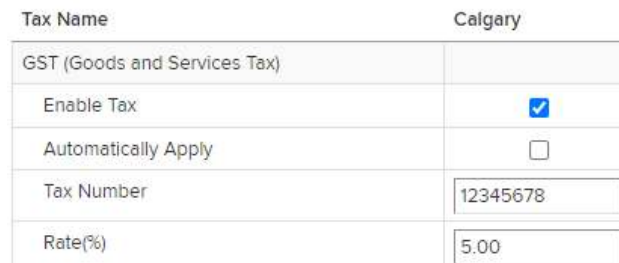 Tax Name Calgary
GST (Goods and Services Tax)
Enable Tax
Automatically Apply
Tax Number 12345678
Rate(%) 5.00